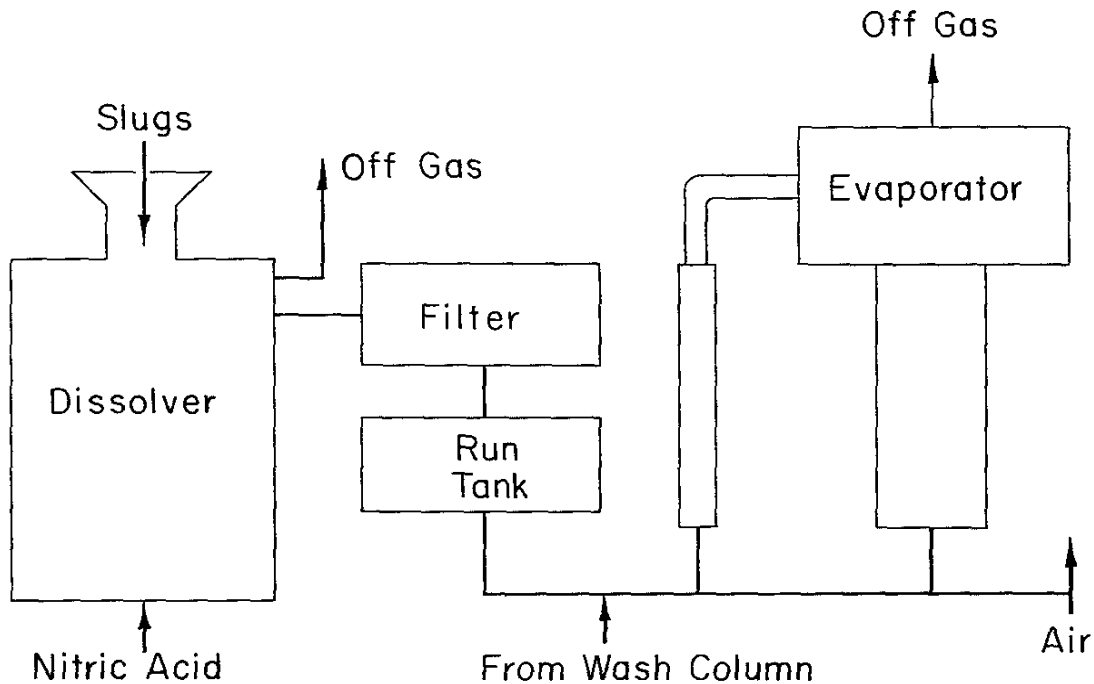 Off Gas
Slugs
Off Gas
Evaporator
Filter
Dissolver
Run
Tank
Air
Nitric Acid
From Wash Column